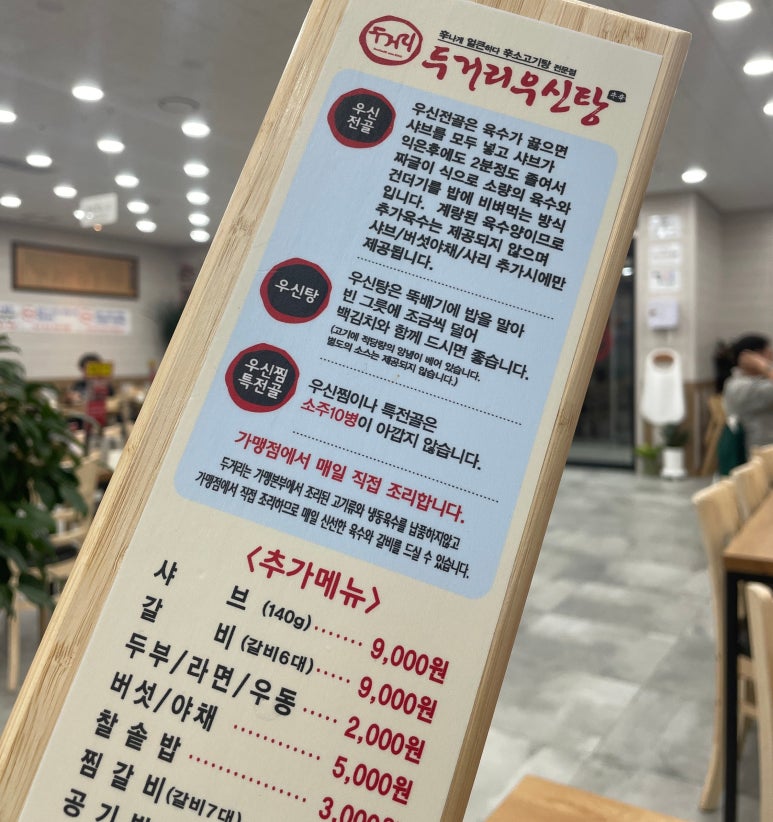 두거리
辛나게 얼큰하다 辛소고기탕 전문점
두거리우신탕
우신
전골
우신전골은 육수가 끓으면
샤브를 모두 넣고 샤브가
익은후에도 2분정도 졸여서
짜글이 식으로 소량의 육수와
건더기를 밥에 비벼먹는 방식
입니다. 계량된 육수양이므로
추가육수는 제공되지 않으며
샤브/버섯야채/사리 추가시에만
제공됩니다.
우신탕
우신탕은 뚝배기에 밥을 말아
빈 그릇에 조금씩 덜어
백김치와 함께 드시면 좋습니다.
(고기에 적당량의 양념이 베어 있습니다.
별도의 소스는 제공되지 않습니다.)
우신찜
특전골
우신찜이나 특전골은
소주10병이 아깝지 않습니다.
가맹점에서 매일 직접 조리합니다.
두거리는 가맹본부에서 조리된 고기류와 냉동육수를 납품하지않고
가맹점에서 직접 조리하므로 매일 신선한 육수와 갈비를 드실 수 있습니다.
<추가메뉴>
샤브 (140g) ······· 9,000원
갈비 (갈비6대) ····· 9,000원
두부/라면/우동 ····· 2,000원
버섯/야채 ··········· 5,000원
찰솥밥 ·············· 3,000원
찜갈비 (갈비7대)
공기밥